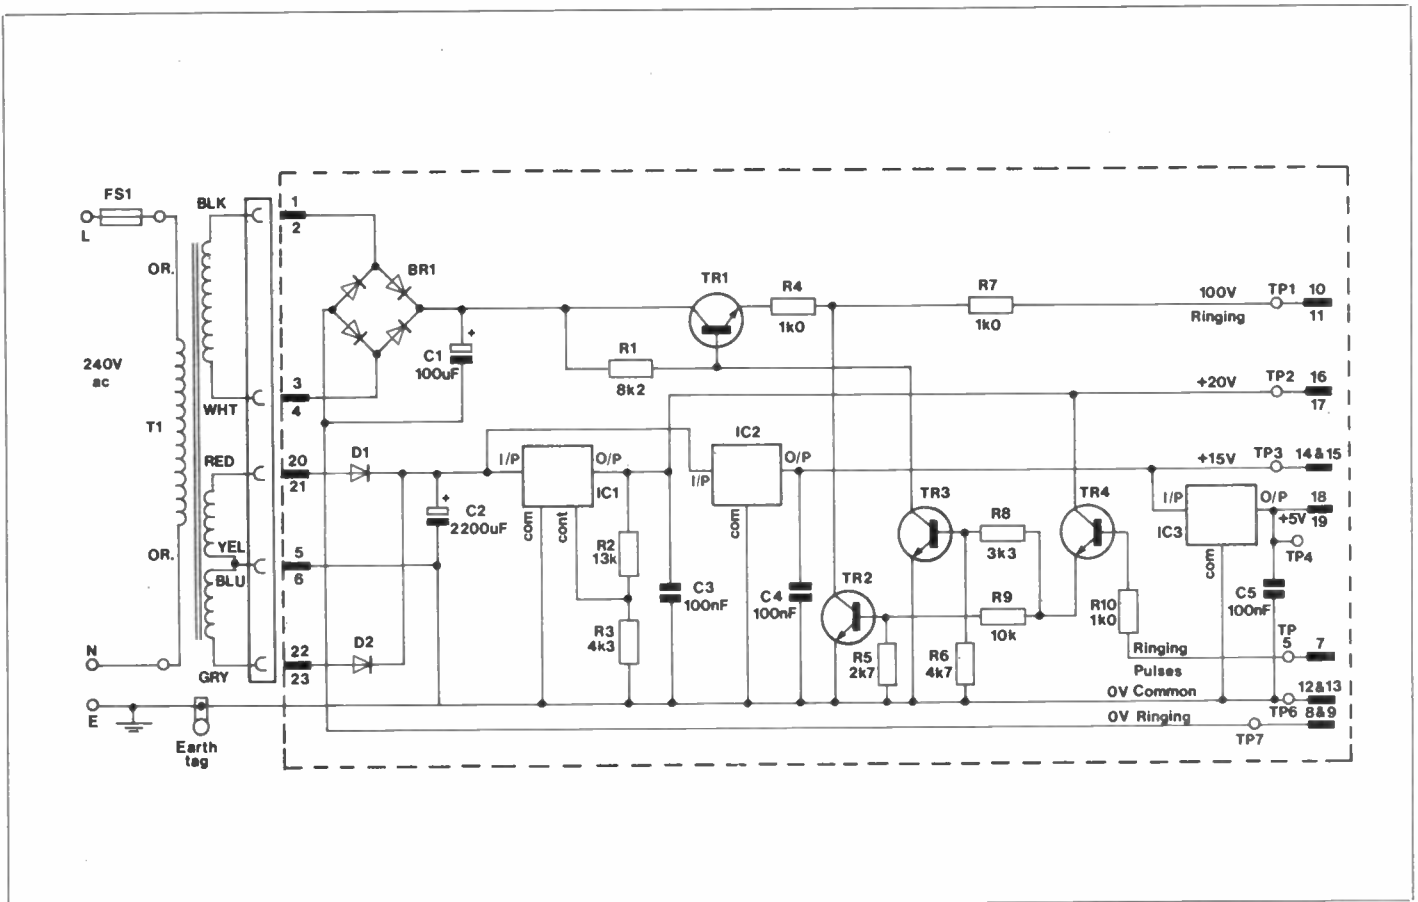 FS1
L
OR.
240V
ac
T1
OR.
N
E
Earth
tag
BLK
WHT
RED
YEL
BLU
GRY
1
2
3
4
20
21
5
6
22
23
BR1
+
C1
100uF
D1
D2
+
C2
2200uF
R1
8k2
TR1
R4
1k0
R7
1k0
I/P
O/P
IC1
com
cont
R2
13k
R3
4k3
C3
100nF
IC2
I/P
O/P
com
C4
100nF
TR2
R5
2k7
TR3
R6
4k7
R8
3k3
R9
10k
TR4
R10
1k0
I/P
O/P
IC3
com
C5
100nF
100V
Ringing
TP1
10
11
+20V
TP2
16
17
+15V
TP3
14&15
18
19
+5V
TP4
Ringing
Pulses
TP
5
7
0V Common
12&13
TP6
8&9
0V Ringing
TP7